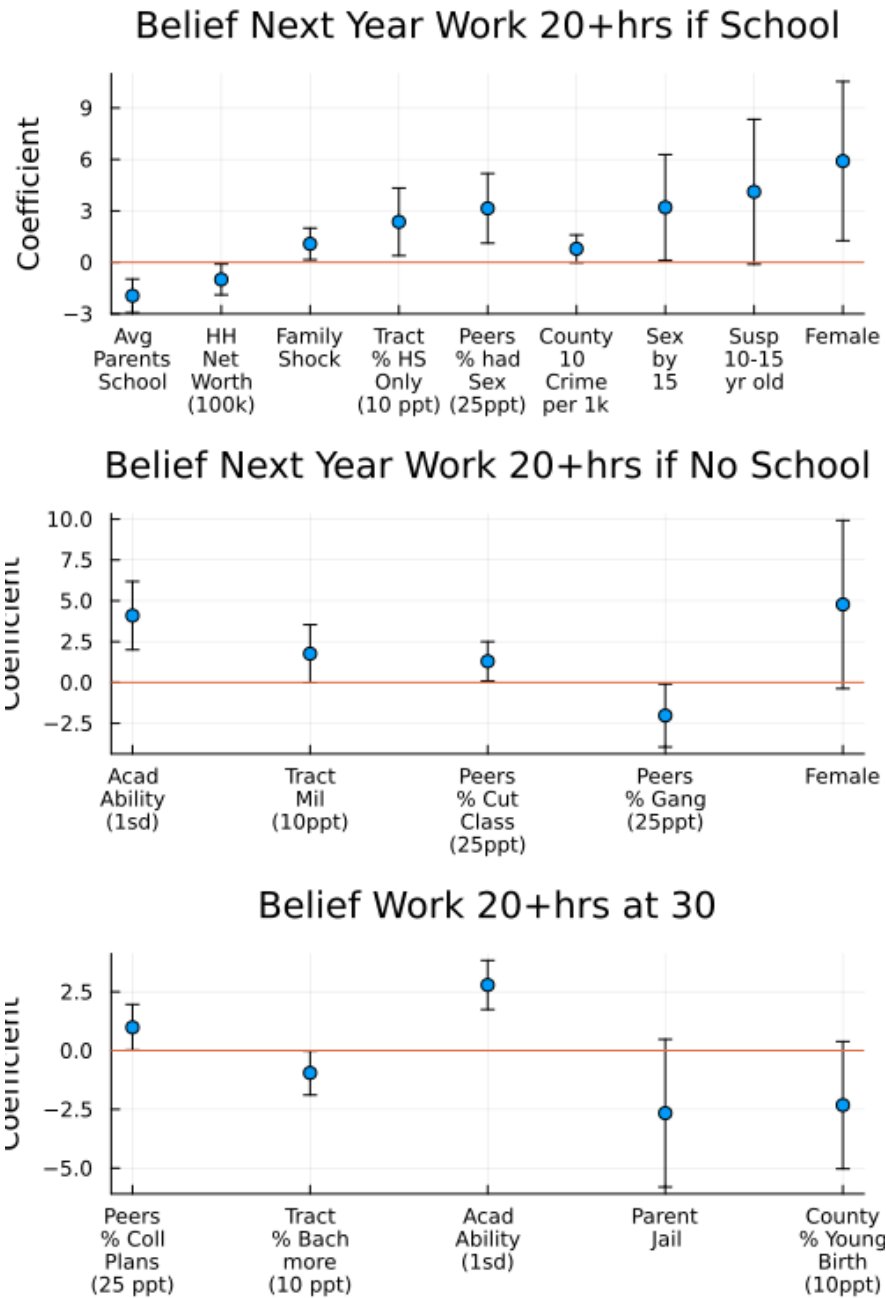 Belief Next Year Work 20+hrs if School
Coefficient
9
6
3
0
−3
Avg Parents School
HH Net Worth (100k)
Family Shock
Tract % HS Only (10 ppt)
Peers % had Sex (25ppt)
County 10 Crime per 1k
Sex by 15
Susp 10-15 yr old
Female
Belief Next Year Work 20+hrs if No School
Coefficient
10.0
7.5
5.0
2.5
0.0
−2.5
Acad Ability (1sd)
Tract Mil (10ppt)
Peers % Cut Class (25ppt)
Peers % Gang (25ppt)
Female
Belief Work 20+hrs at 30
Coefficient
2.5
0.0
−2.5
−5.0
Peers % Coll Plans (25 ppt)
Tract % Bach more (10 ppt)
Acad Ability (1sd)
Parent Jail
County % Young Birth (10ppt)